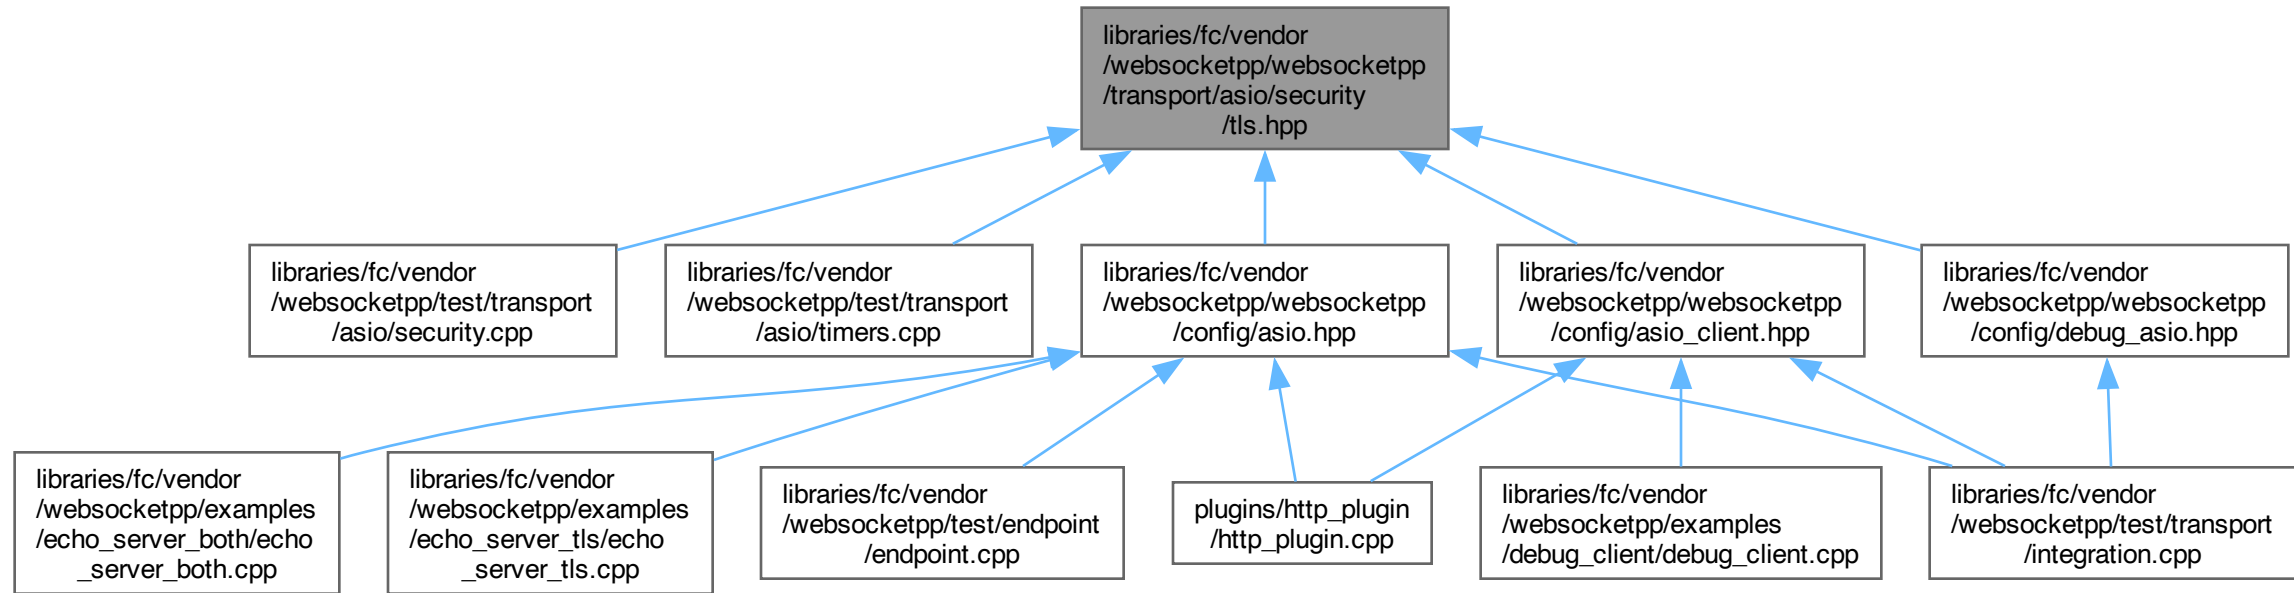 libraries/fc/vendor
/websocketpp/websocketpp
/transport/asio/security
/tls.hpp
libraries/fc/vendor
/websocketpp/test/transport
/asio/security.cpp
libraries/fc/vendor
/websocketpp/test/transport
/asio/timers.cpp
libraries/fc/vendor
/websocketpp/websocketpp
/config/asio.hpp
libraries/fc/vendor
/websocketpp/websocketpp
/config/asio_client.hpp
libraries/fc/vendor
/websocketpp/websocketpp
/config/debug_asio.hpp
libraries/fc/vendor
/websocketpp/examples
/echo_server_both/echo
_server_both.cpp
libraries/fc/vendor
/websocketpp/examples
/echo_server_tls/echo
_server_tls.cpp
libraries/fc/vendor
/websocketpp/test/endpoint
/endpoint.cpp
plugins/http_plugin
/http_plugin.cpp
libraries/fc/vendor
/websocketpp/examples
/debug_client/debug_client.cpp
libraries/fc/vendor
/websocketpp/test/transport
/integration.cpp